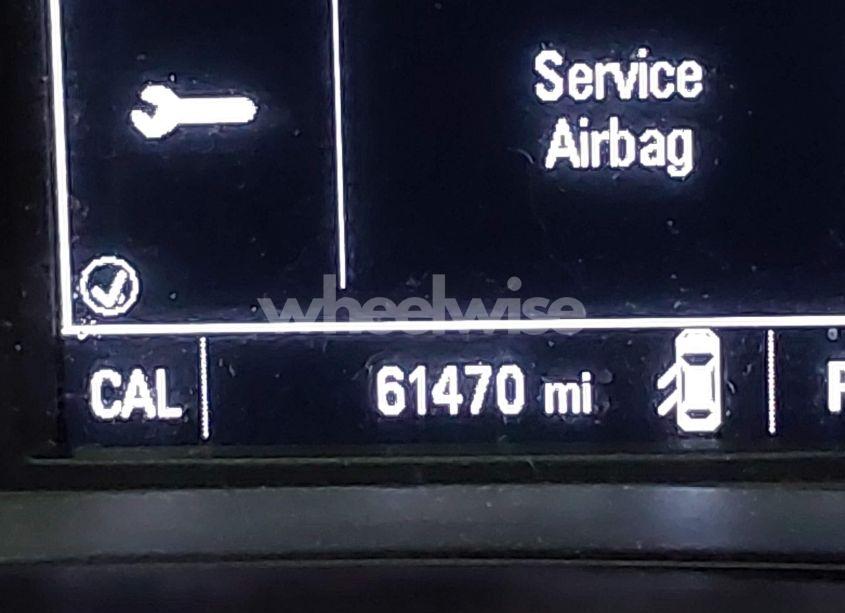 Service
Airbag
wheelwise
CAL 61470 mi